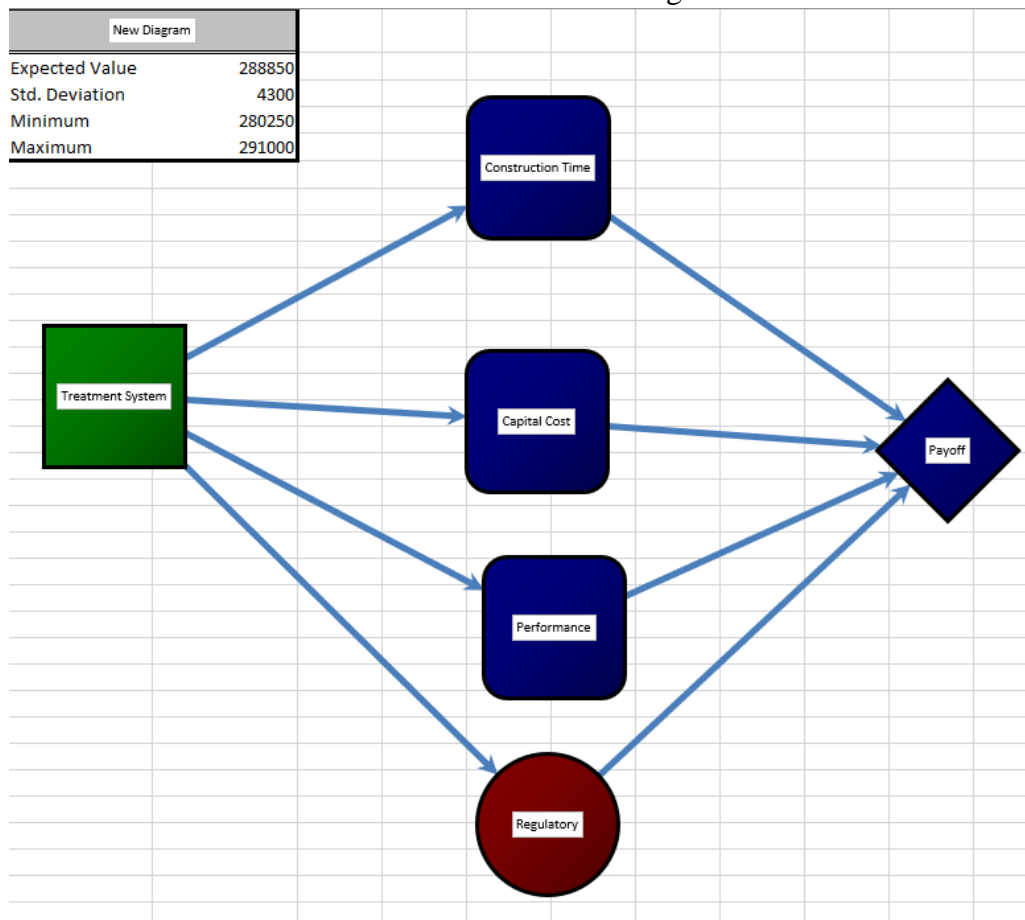 New Diagram
Expected Value 288850
Std. Deviation 4300
Minimum 280250
Maximum 291000
Construction Time
Treatment System
Capital Cost
Payoff
Performance
Regulatory